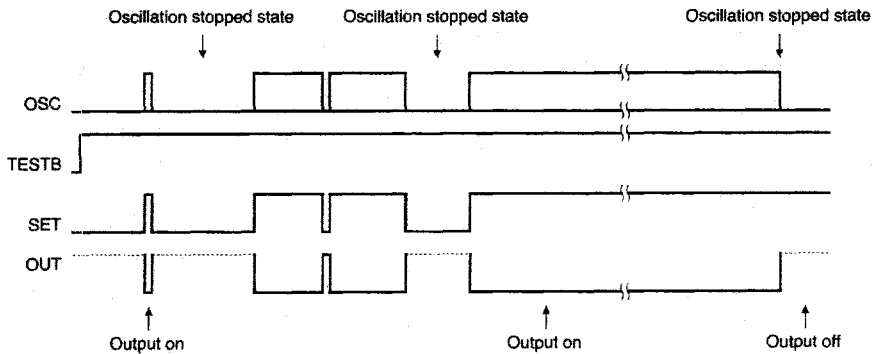 Oscillation stopped state
Oscillation stopped state
Oscillation stopped state
OSC
TESTB
SET
OUT
Output on
Output on
Output off